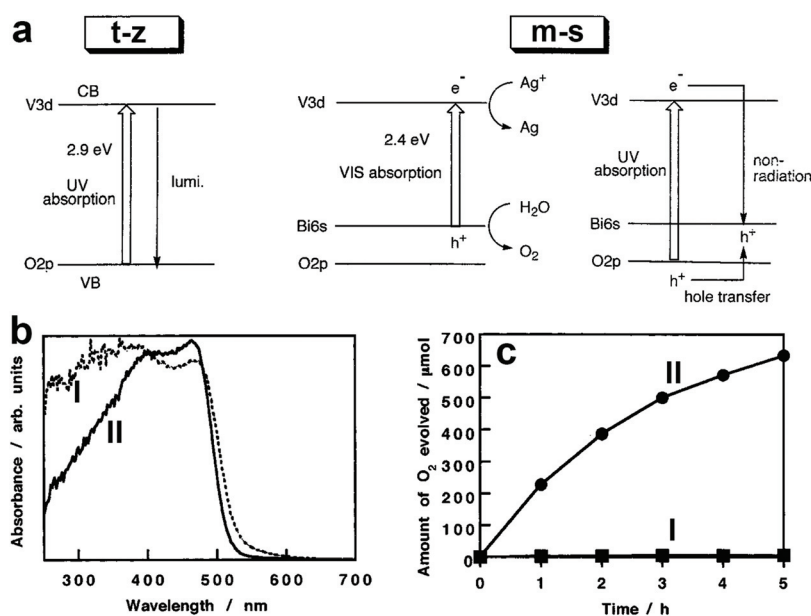 a
t-z
m-s
CB
V3d
2.9 eV
UV
absorption
lumi.
O2p
VB
e-
V3d
Ag+
Ag
2.4 eV
VIS absorption
H2O
Bi6s
h+
O2
O2p
e-
V3d
UV
absorption
non-
radiation
Bi6s
h+
O2p
h+
hole transfer
b
Absorbance / arb. units
I
II
300
400
500
600
700
Wavelength / nm
c
Amount of O2 evolved / μmol
700
600
500
400
300
200
100
0
II
I
0
1
2
3
4
5
Time / h